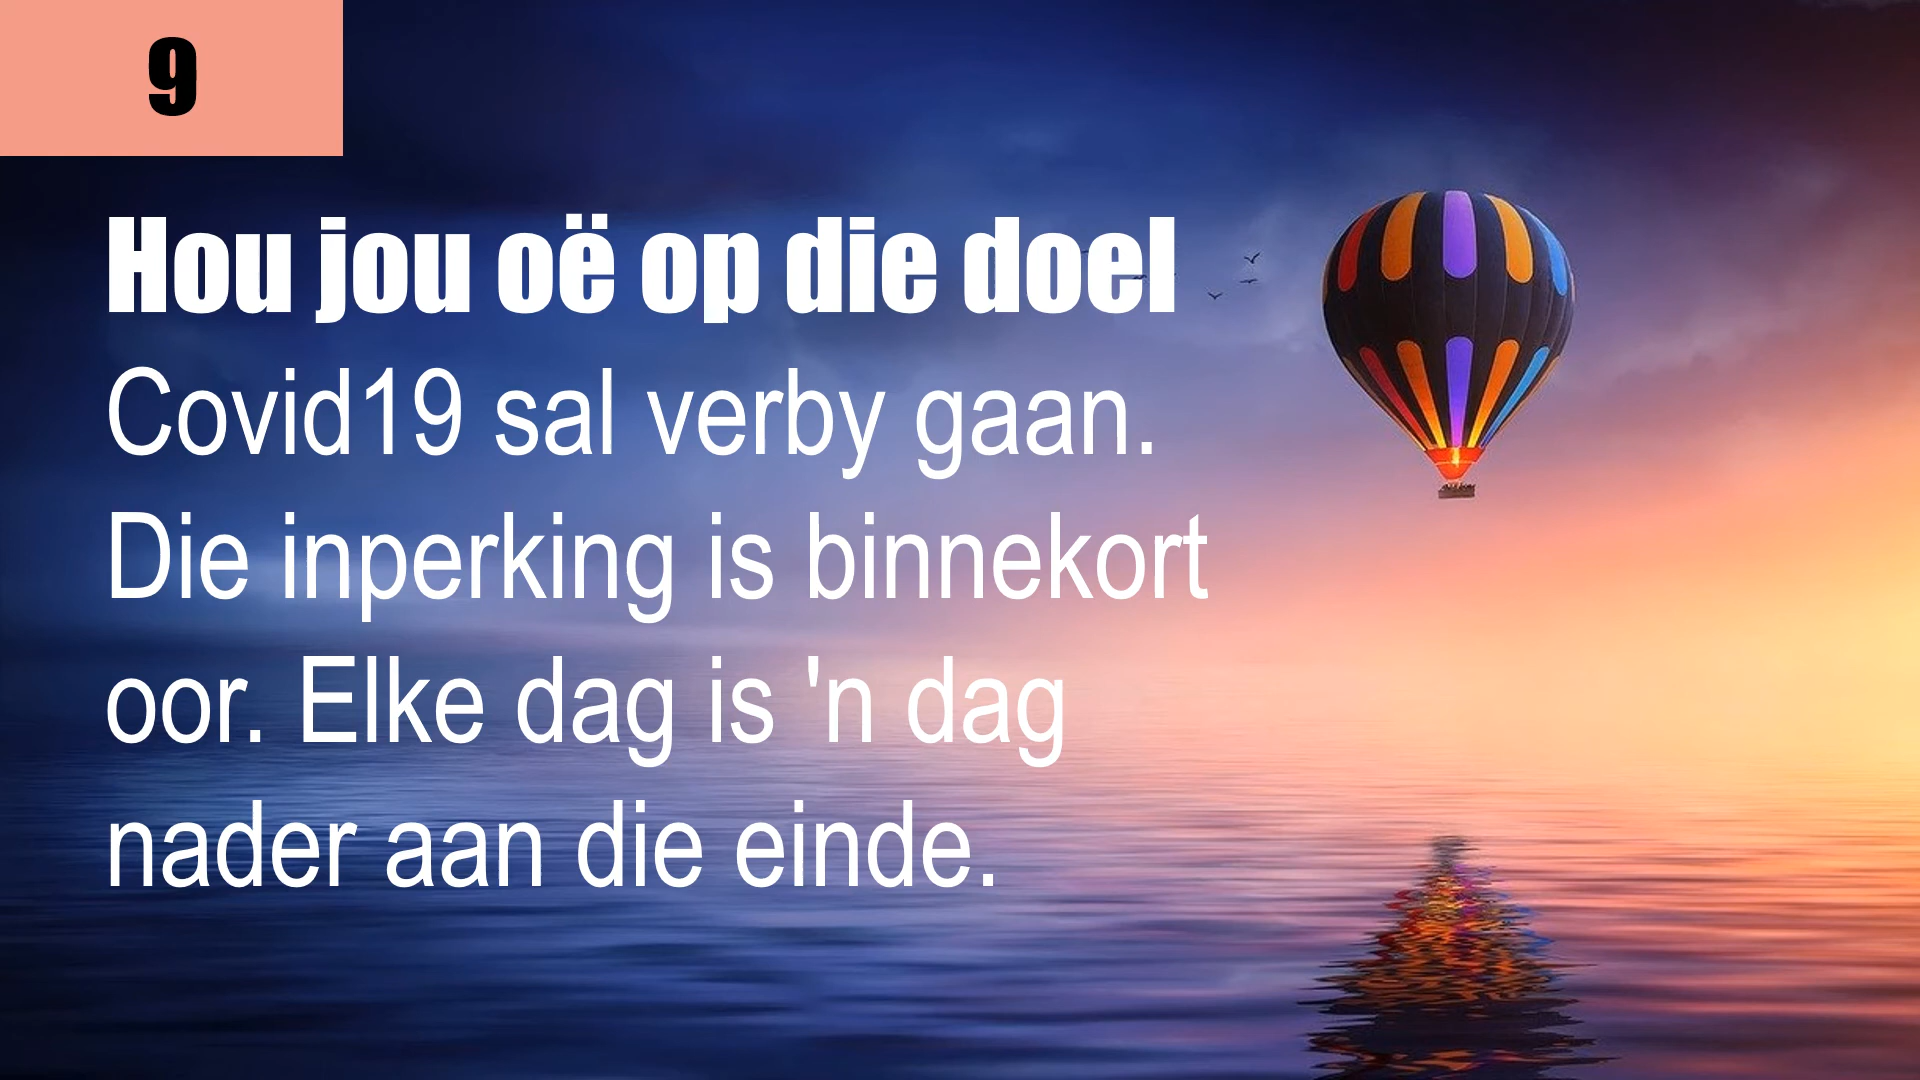 9
Hou jou oë op die doel
Covid19 sal verby gaan.
Die inperking is binnekort
oor. Elke dag is 'n dag
nader aan die einde.